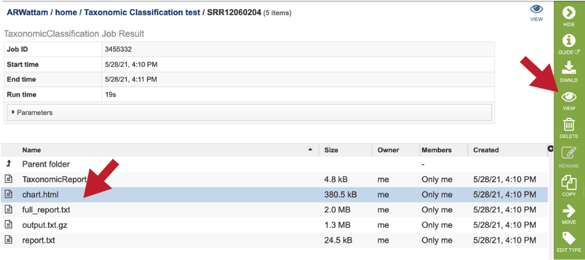 ARWattam / home / Taxonomic Classification test / SRR12060204 (5 items)
VIEW
TaxonomicClassification Job Result
Job ID 3455332
Start time 5/28/21, 4:10 PM
End time 5/28/21, 4:11 PM
Run time 19s
Parameters
Name Size Owner Members Created
Parent folder -
TaxonomicReport 4.8 kB me Only me 5/28/21, 4:10 PM
chart.html 380.5 kB me Only me 5/28/21, 4:10 PM
full_report.txt 2.0 MB me Only me 5/28/21, 4:10 PM
output.txt.gz 1.3 MB me Only me 5/28/21, 4:10 PM
report.txt 24.5 kB me Only me 5/28/21, 4:10 PM
HIDE
GUIDE
DWNLD
VIEW
DELETE
RENAME
COPY
MOVE
EDIT TYPE